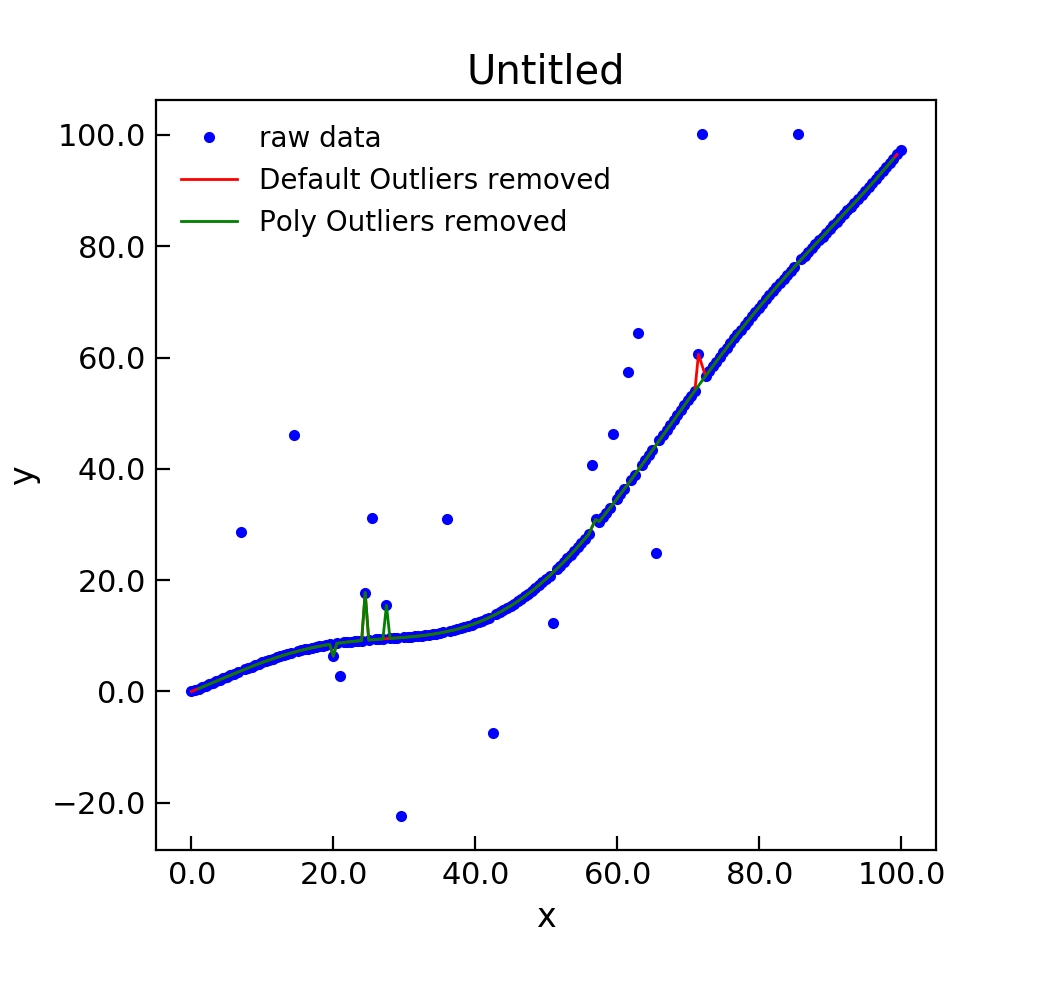 Untitled
100.0
80.0
60.0
40.0
20.0
0.0
−20.0
raw data
Default Outliers removed
Poly Outliers removed
y
0.0 20.0 40.0 60.0 80.0 100.0
x